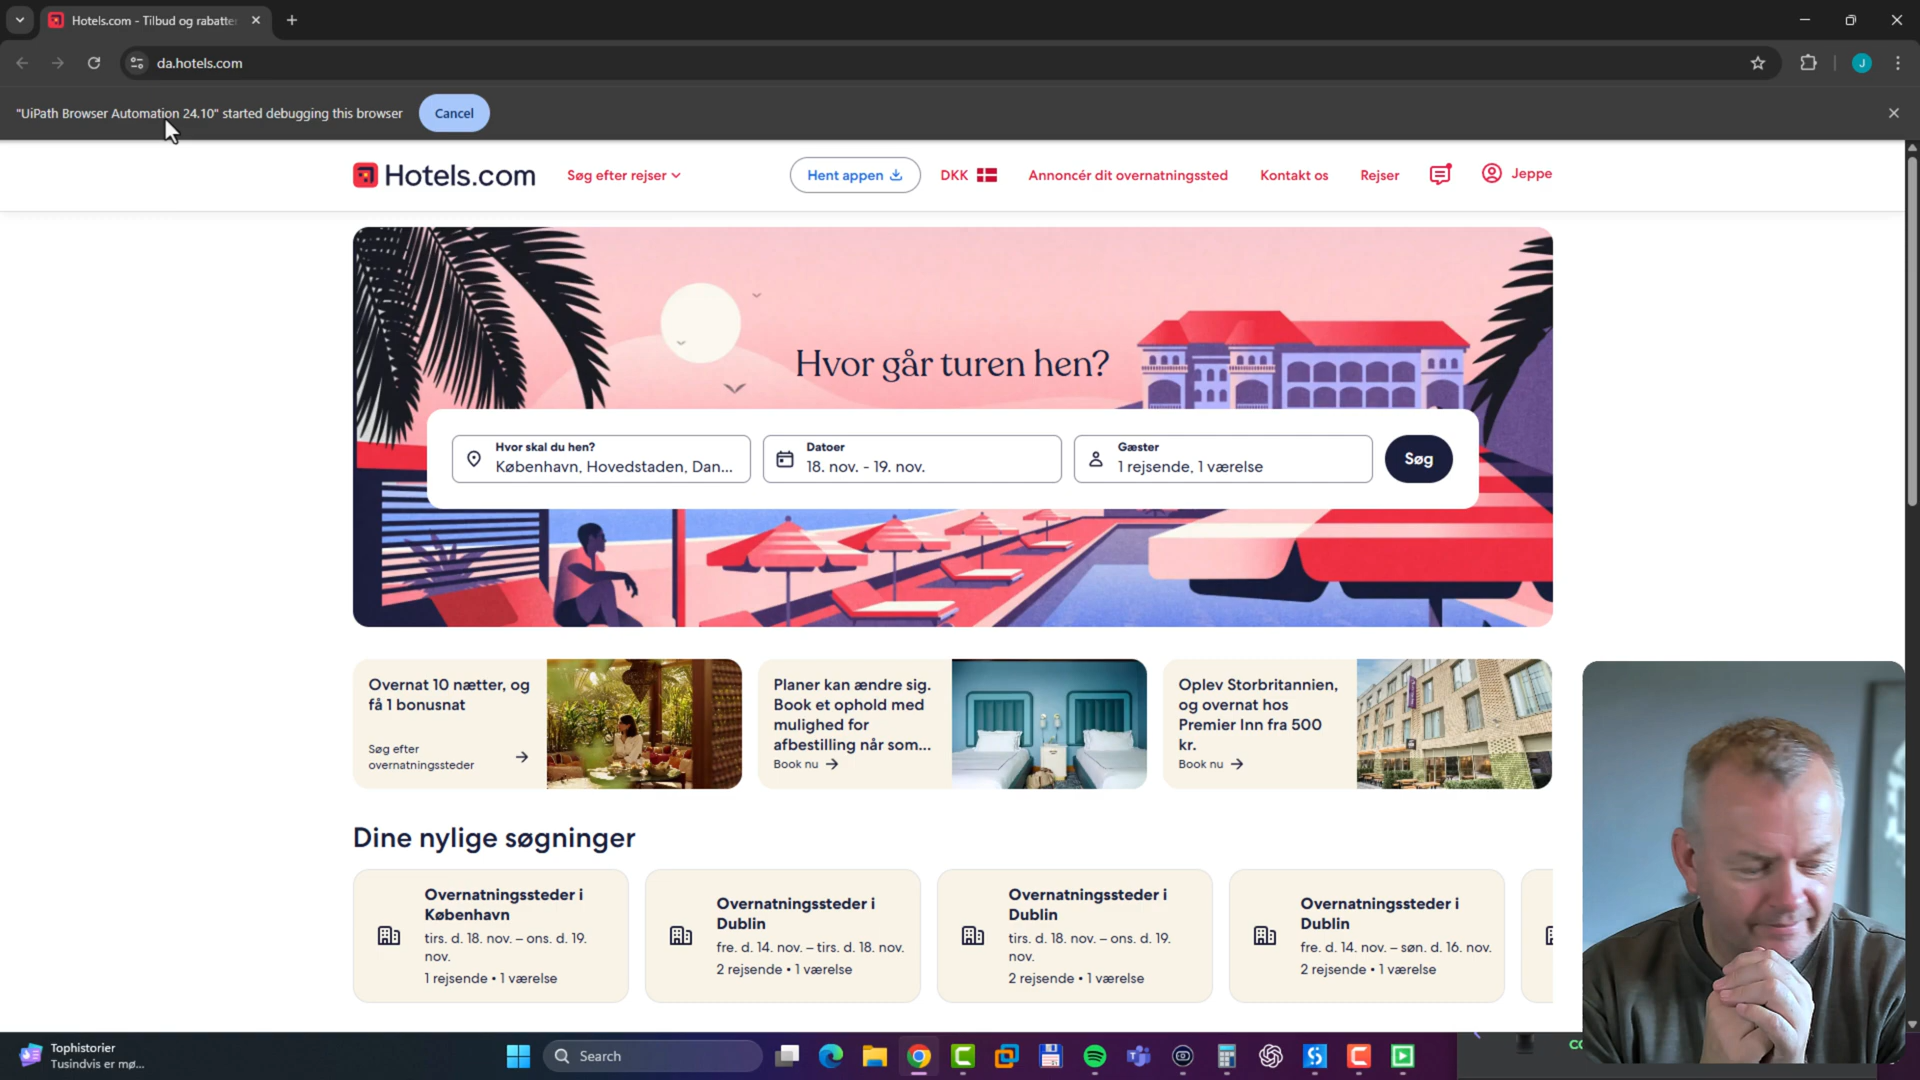 Hotels.com - Tilbud og rabatte
da.hotels.com
J
"UiPath Browser Automation 24.10" started debugging this browser
Cancel
Hotels.com
Søg efter rejser
Hent appen
DKK
Annoncér dit overnatningssted
Kontakt os
Rejser
Jeppe
Hvor går turen hen?
Hvor skal du hen?
København, Hovedstaden, Dan...
Datoer
18. nov. - 19. nov.
Gæster
1 rejsende, 1 værelse
Søg
Overnat 10 nætter, og
få 1 bonusnat
Søg efter
overnatningssteder
Planer kan ændre sig.
Book et ophold med
mulighed for
afbestilling når som...
Book nu
Oplev Storbritannien,
og overnat hos
Premier Inn fra 500
kr.
Book nu
Dine nylige søgninger
Overnatningssteder i
København
tirs. d. 18. nov. – ons. d. 19.
nov.
1 rejsende • 1 værelse
Overnatningssteder i
Dublin
fre. d. 14. nov. – tirs. d. 18. nov.
2 rejsende • 1 værelse
Overnatningssteder i
Dublin
tirs. d. 18. nov. – ons. d. 19.
nov.
2 rejsende • 1 værelse
Overnatningssteder i
Dublin
fre. d. 14. nov. – søn. d. 16. nov.
2 rejsende • 1 værelse
Tophistorier
Tusindvis er mø...
Search